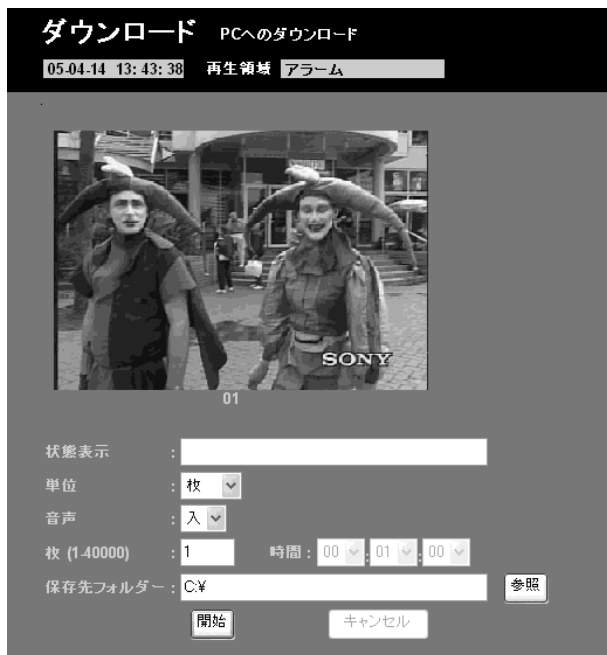 ダウンロード PCへのダウンロード
05-04-14 13:43:38 再生領域 アラーム
SONY
01
状態表示 :
単位 : 枚
音声 : 入
枚 (1-40000) : 1 時間 : 00 : 01 : 00
保存先フォルダー : C:¥ 参照
開始 キャンセル